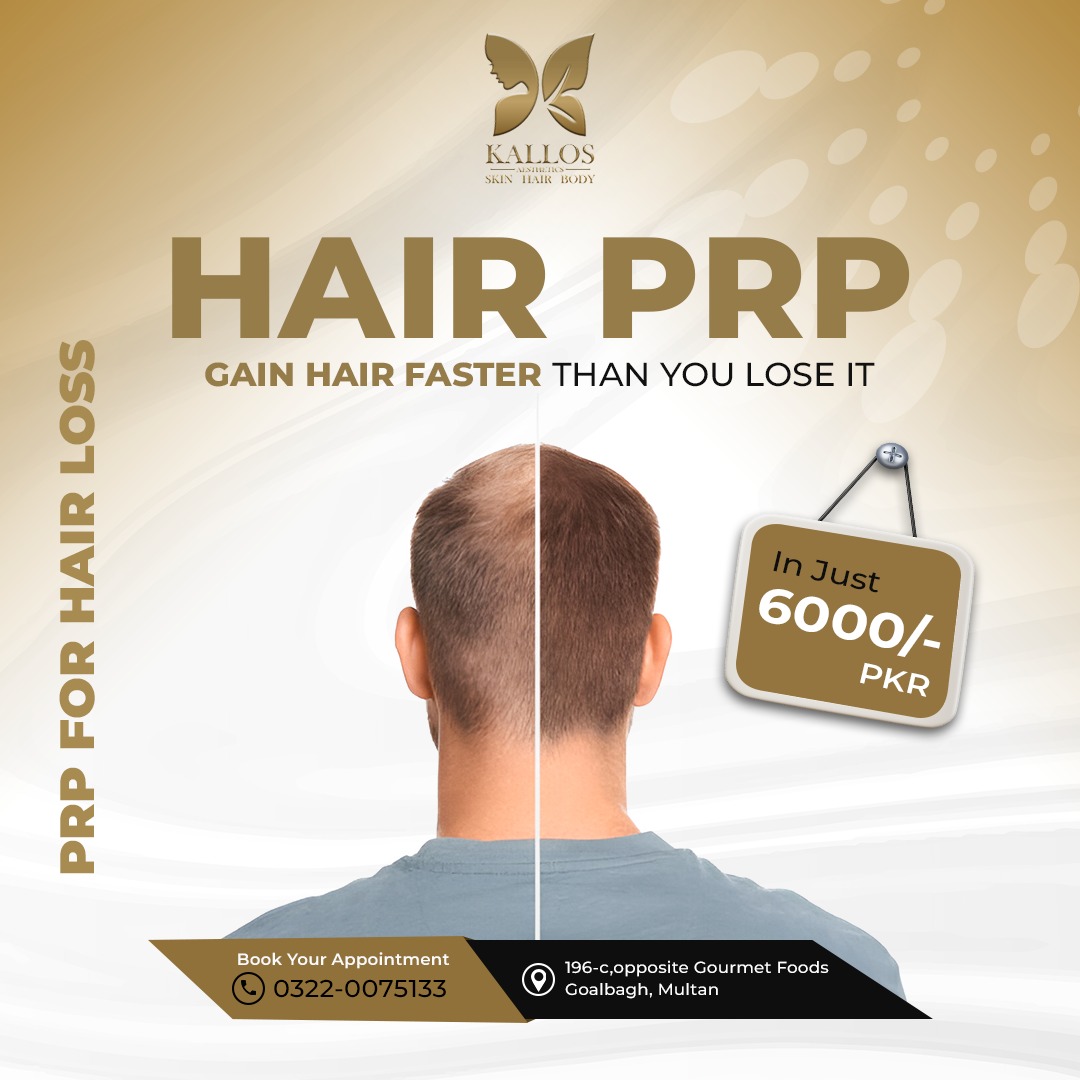 KALLOS
AESTHETICS
SKIN HAIR BODY
HAIR PRP
GAIN HAIR FASTER THAN YOU LOSE IT
PRP FOR HAIR LOSS
In Just
6000/-
PKR
Book Your Appointment
0322-0075133
196-c,opposite Gourmet Foods
Goalbagh, Multan